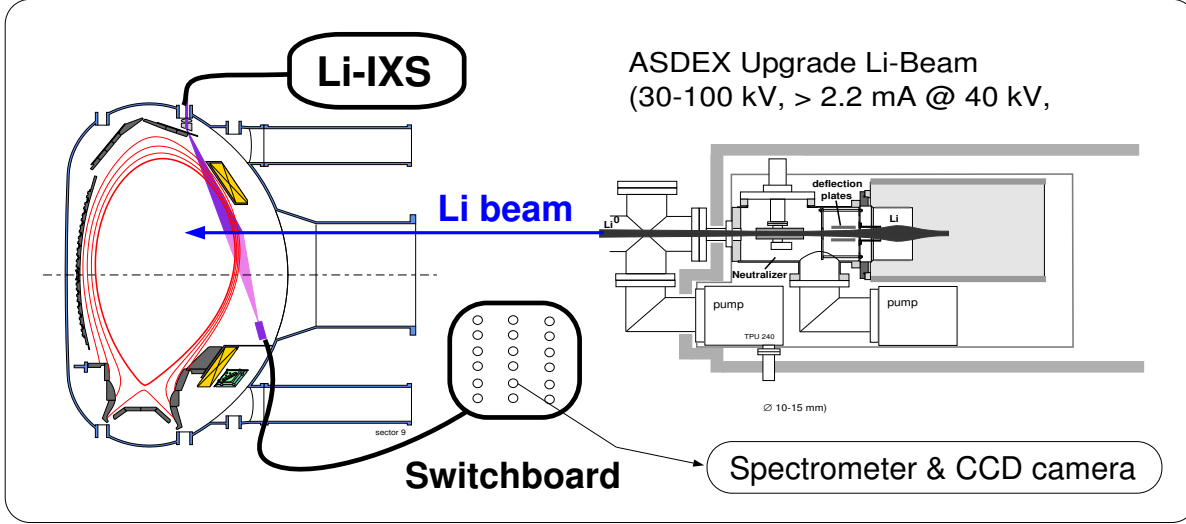 Li-IXS
ASDEX Upgrade Li-Beam
(30-100 kV, > 2.2 mA @ 40 kV,
deflection
plates
Li beam
Li0
Li
Neutralizer
pump
pump
TPU 240
Ø 10-15 mm)
sector 9
Switchboard
Spectrometer & CCD camera